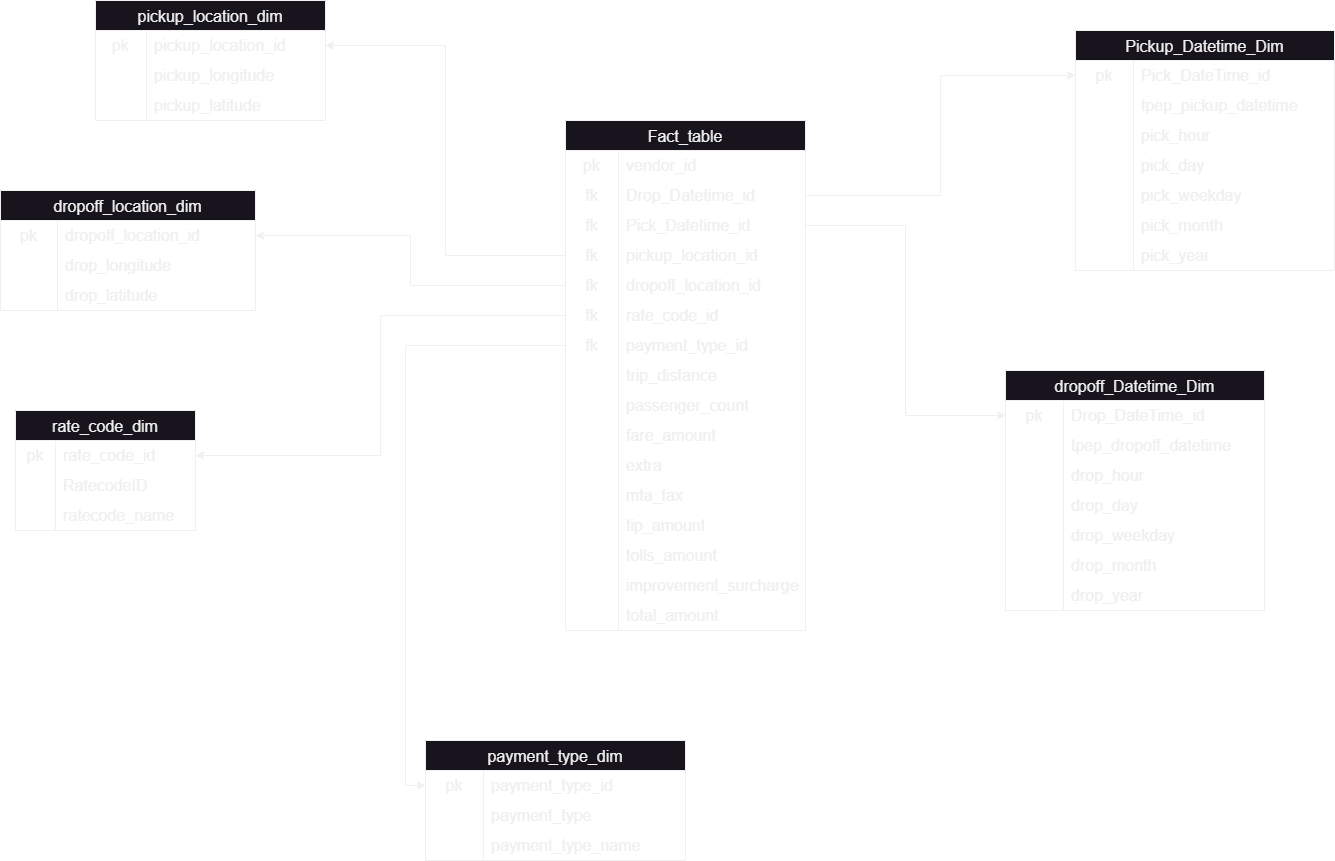 pickup_location_dim
pk pickup_location_id
pickup_longitude
pickup_latitude
Pickup_Datetime_Dim
pk Pick_DateTime_id
tpep_pickup_datetime
pick_hour
pick_day
pick_weekday
pick_month
pick_year
Fact_table
pk vendor_id
fk Drop_Datetime_id
fk Pick_Datetime_id
fk pickup_location_id
fk dropoff_location_id
fk rate_code_id
fk payment_type_id
trip_distance
passenger_count
fare_amount
extra
mta_tax
tip_amount
tolls_amount
improvement_surcharge
total_amount
dropoff_location_dim
pk dropoff_location_id
drop_longitude
drop_latitude
dropoff_Datetime_Dim
pk Drop_DateTime_id
tpep_dropoff_datetime
drop_hour
drop_day
drop_weekday
drop_month
drop_year
rate_code_dim
pk rate_code_id
RatecodeID
ratecode_name
payment_type_dim
pk payment_type_id
payment_type
payment_type_name